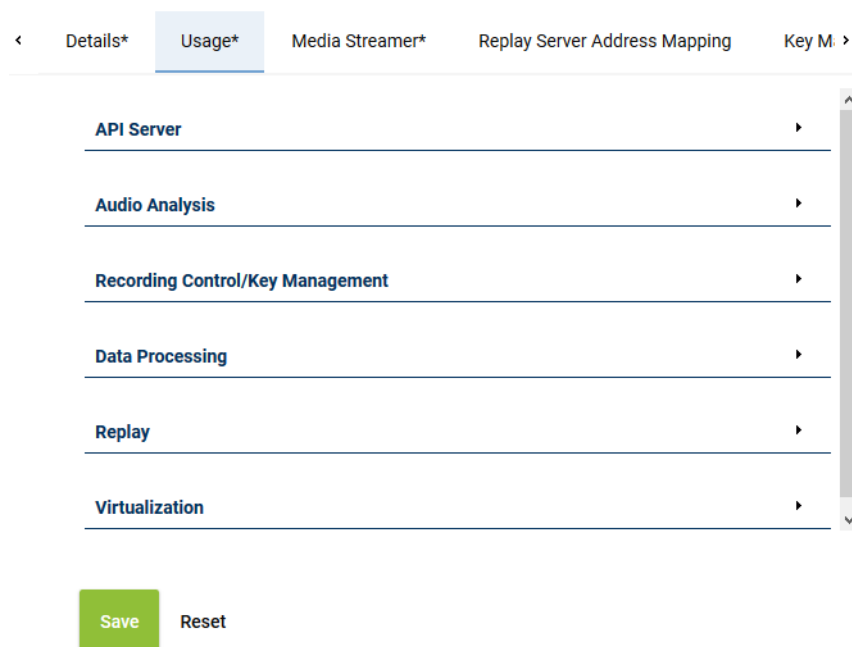 Details* Usage* Media Streamer* Replay Server Address Mapping Key
API Server
Audio Analysis
Recording Control/Key Management
Data Processing
Replay
Virtualization
Save Reset